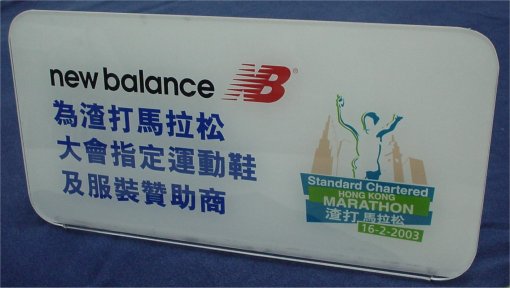 new balance NB
為渣打馬拉松
大會指定運動鞋
及服裝贊助商
Standard Chartered
HONG KONG
MARATHON
渣打 馬拉松
16-2-2003